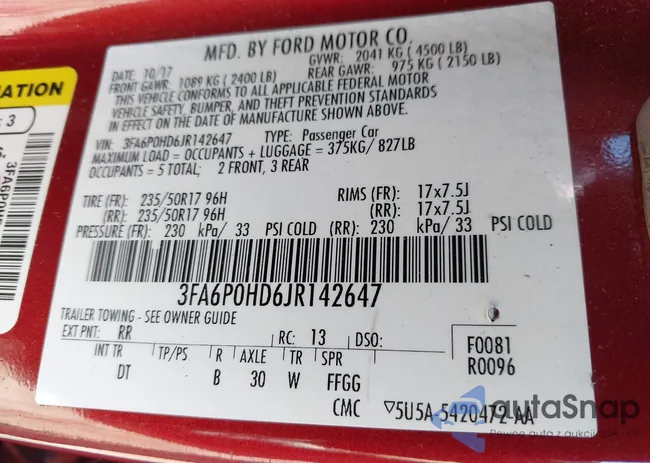 MFD. BY FORD MOTOR CO.
DATE: 10/17 GVWR: 2041 KG ( 4500 LB)
FRONT GAWR: 1089 KG ( 2400 LB) REAR GAWR: 975 KG ( 2150 LB)
THIS VEHICLE CONFORMS TO ALL APPLICABLE FEDERAL MOTOR
VEHICLE SAFETY, BUMPER, AND THEFT PREVENTION STANDARDS
IN EFFECT ON THE DATE OF MANUFACTURE SHOWN ABOVE.
VIN: 3FA6P0HD6JR142647 TYPE: Passenger Car
MAXIMUM LOAD = OCCUPANTS + LUGGAGE = 375KG/ 827LB
OCCUPANTS = 5 TOTAL; 2 FRONT, 3 REAR
TIRE (FR): 235/50R17 96H RIMS (FR): 17x7.5J
(RR): 235/50R17 96H (RR): 17x7.5J
PRESSURE (FR): 230 kPa/ 33 PSI COLD (RR): 230 kPa/ 33 PSI COLD
3FA6P0HD6JR142647
TRAILER TOWING - SEE OWNER GUIDE
EXT PNT: RR RC: 13 DSO:
INT TR TP/PS R AXLE TR SPR
DT B 30 W FFGG
F0081
R0096
CMC ▽5U5A-5420472-AA
MATION
: 3
3FA6P0H
autaSnap
Pewne auta z aukcji USA i EU